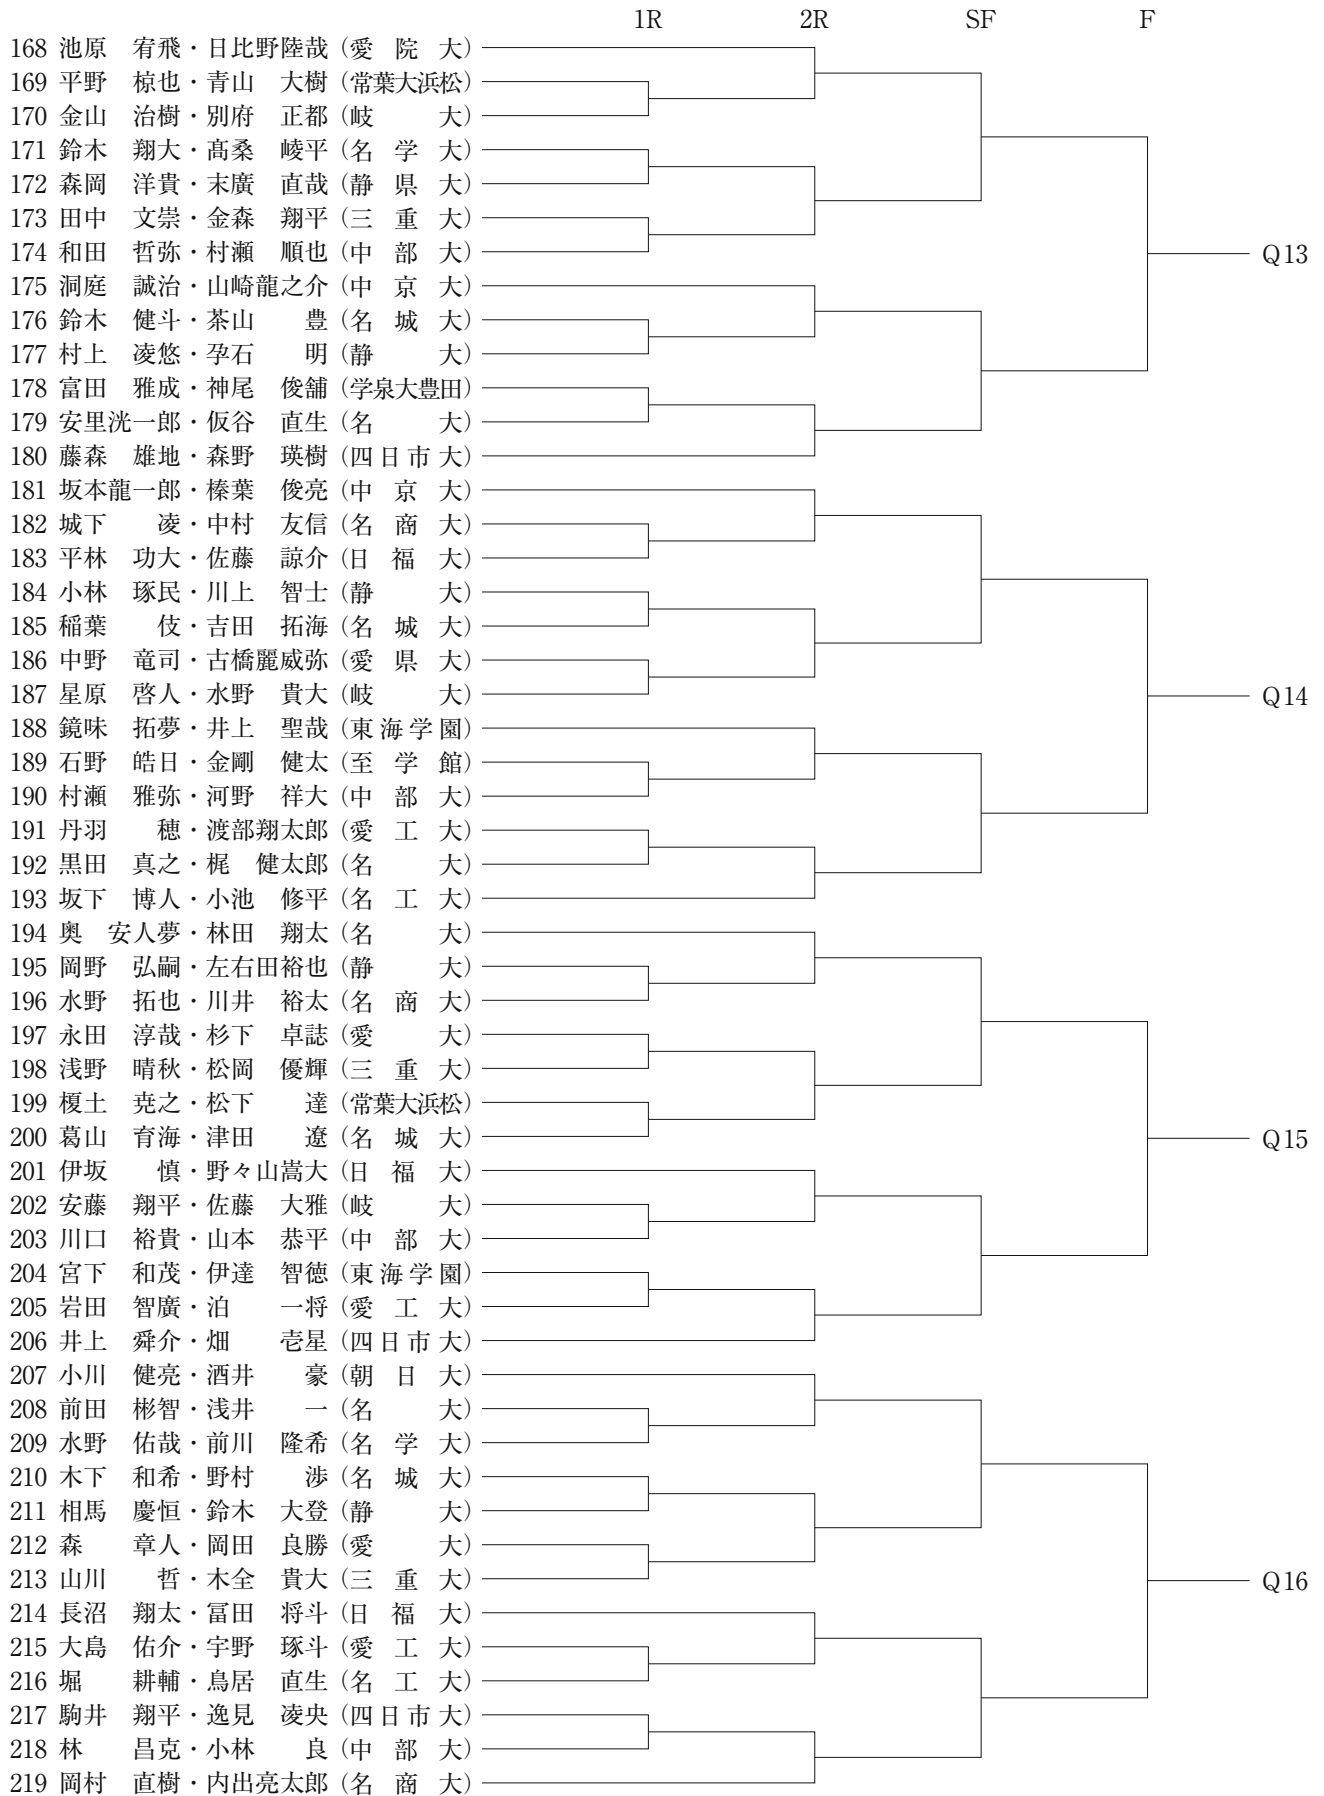 1R 2R SF F
168 池原 宥飛・日比野陸哉（愛院大）
169 平野 椋也・青山 大樹（常葉大浜松）
170 金山 治樹・別府 正都（岐大）
171 鈴木 翔大・髙桑 崚平（名学大）
172 森岡 洋貴・末廣 直哉（静県大）
173 田中 文崇・金森 翔平（三重大）
174 和田 哲弥・村瀬 順也（中部大）
Q13
175 洞庭 誠治・山崎龍之介（中京大）
176 鈴木 健斗・茶山 豊（名城大）
177 村上 凌悠・孕石 明（静大）
178 富田 雅成・神尾 俊舗（学泉大豊田）
179 安里洸一郎・仮谷 直生（名大）
180 藤森 雄地・森野 瑛樹（四日市大）
181 坂本龍一郎・榛葉 俊亮（中京大）
182 城下 凌・中村 友信（名商大）
183 平林 功大・佐藤 諒介（日福大）
184 小林 琢民・川上 智士（静大）
185 稲葉 伎・吉田 拓海（名城大）
186 中野 竜司・古橋麗威弥（愛県大）
187 星原 啓人・水野 貴大（岐大）
Q14
188 鏡味 拓夢・井上 聖哉（東海学園）
189 石野 皓日・金剛 健太（至学館）
190 村瀬 雅弥・河野 祥大（中部大）
191 丹羽 穂・渡部翔太郎（愛工大）
192 黒田 真之・梶 健太郎（名大）
193 坂下 博人・小池 修平（名工大）
194 奥 安人夢・林田 翔太（名大）
195 岡野 弘嗣・左右田裕也（静大）
196 水野 拓也・川井 裕太（名商大）
197 永田 淳哉・杉下 卓誌（愛大）
198 浅野 晴秋・松岡 優輝（三重大）
199 榎土 尭之・松下 達（常葉大浜松）
200 葛山 育海・津田 遼（名城大）
Q15
201 伊坂 慎・野々山嵩大（日福大）
202 安藤 翔平・佐藤 大雅（岐大）
203 川口 裕貴・山本 恭平（中部大）
204 宮下 和茂・伊達 智徳（東海学園）
205 岩田 智廣・泊 一将（愛工大）
206 井上 舜介・畑 壱星（四日市大）
207 小川 健亮・酒井 豪（朝日大）
208 前田 彬智・浅井 一（名大）
209 水野 佑哉・前川 隆希（名学大）
210 木下 和希・野村 渉（名城大）
211 相馬 慶恒・鈴木 大登（静大）
212 森 章人・岡田 良勝（愛大）
213 山川 哲・木全 貴大（三重大）
Q16
214 長沼 翔太・冨田 将斗（日福大）
215 大島 佑介・宇野 琢斗（愛工大）
216 堀 耕輔・鳥居 直生（名工大）
217 駒井 翔平・逸見 凌央（四日市大）
218 林 昌克・小林 良（中部大）
219 岡村 直樹・内出亮太郎（名商大）